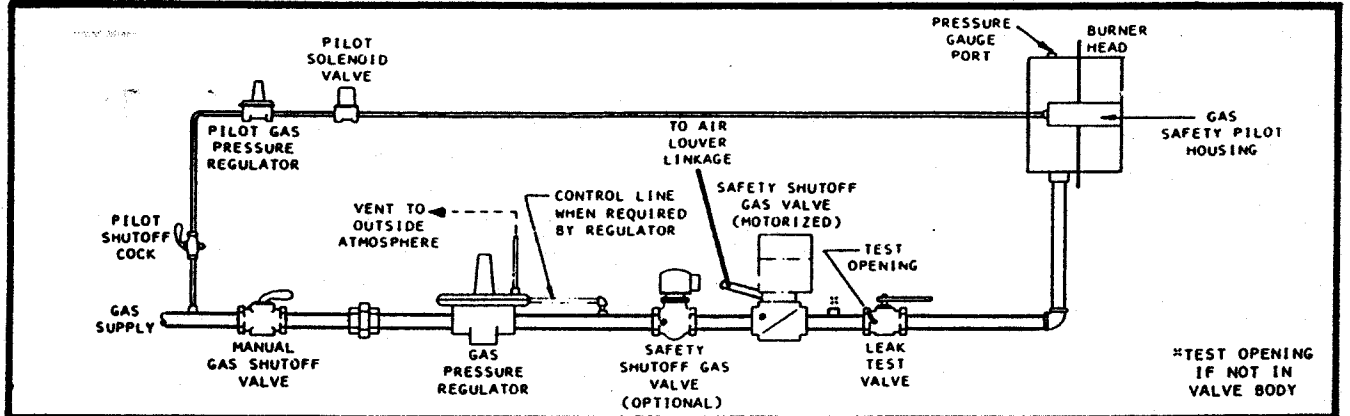 PILOT
SOLENOID
VALVE
PRESSURE
GAUGE
PORT
BURNER
HEAD
PILOT GAS
PRESSURE
REGULATOR
TO AIR
LOUVER
LINKAGE
GAS
SAFETY PILOT
HOUSING
PILOT
SHUTOFF
COCK
VENT TO
OUTSIDE
ATMOSPHERE
CONTROL LINE
WHEN REQUIRED
BY REGULATOR
SAFETY SHUTOFF
GAS VALVE
(MOTORIZED)
TEST
OPENING
GAS
SUPPLY
MANUAL
GAS SHUTOFF
VALVE
GAS
PRESSURE
REGULATOR
SAFETY
SHUTOFF GAS
VALVE
(OPTIONAL)
*
LEAK
TEST
VALVE
*TEST OPENING
IF NOT IN
VALVE BODY